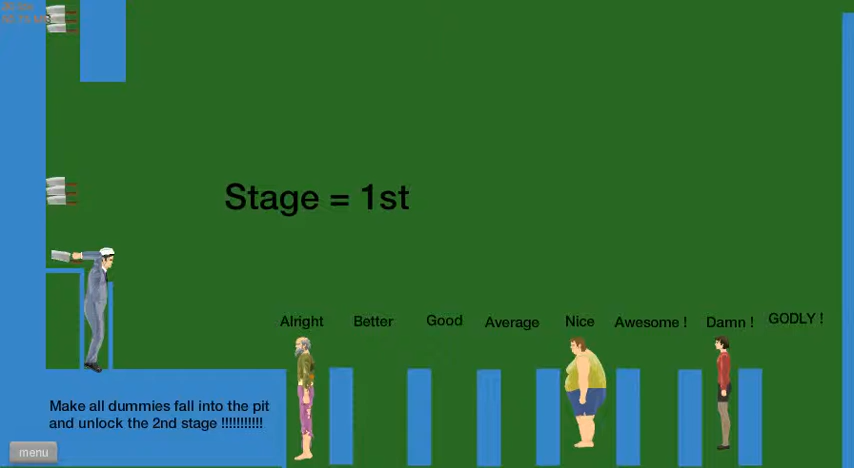 Stage = 1st
Alright Better Good Average Nice Awesome ! Damn ! GODLY !
Make all dummies fall into the pit
and unlock the 2nd stage !!!!!!!!!!!
menu